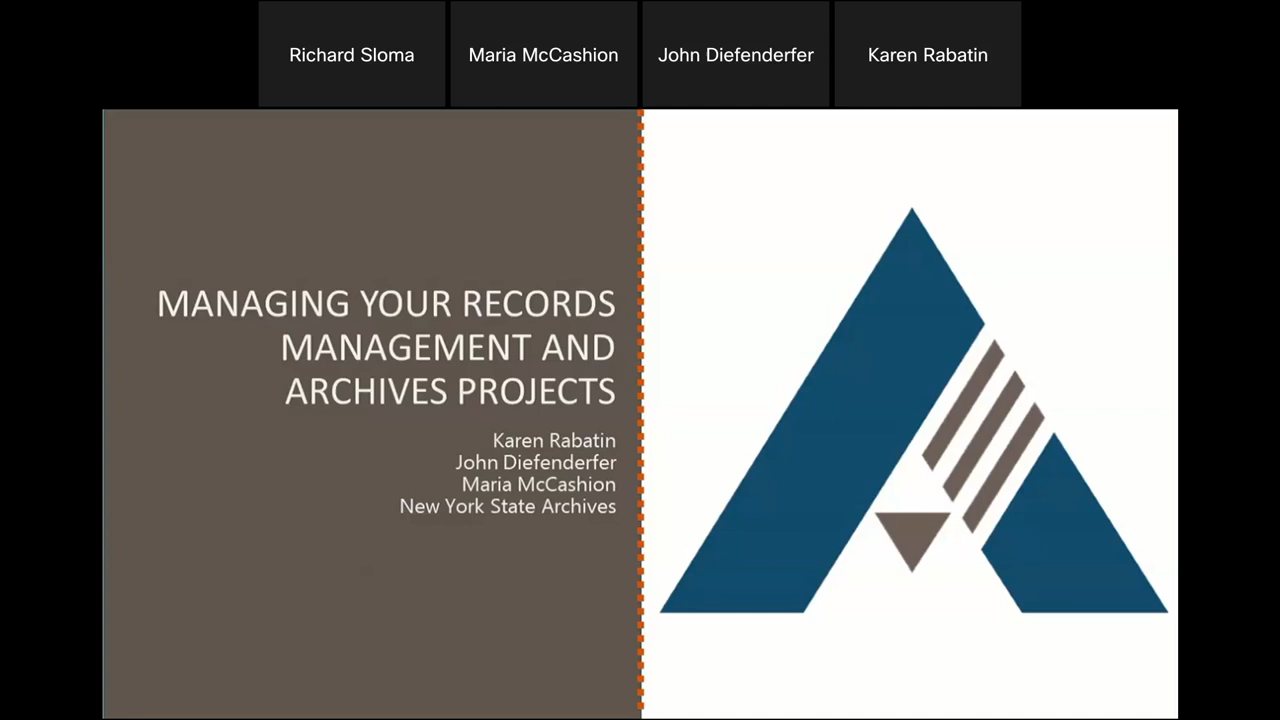 Richard Sloma
Maria McCashion
John Diefenderfer
Karen Rabatin
MANAGING YOUR RECORDS
MANAGEMENT AND
ARCHIVES PROJECTS
Karen Rabatin
John Diefenderfer
Maria McCashion
New York State Archives